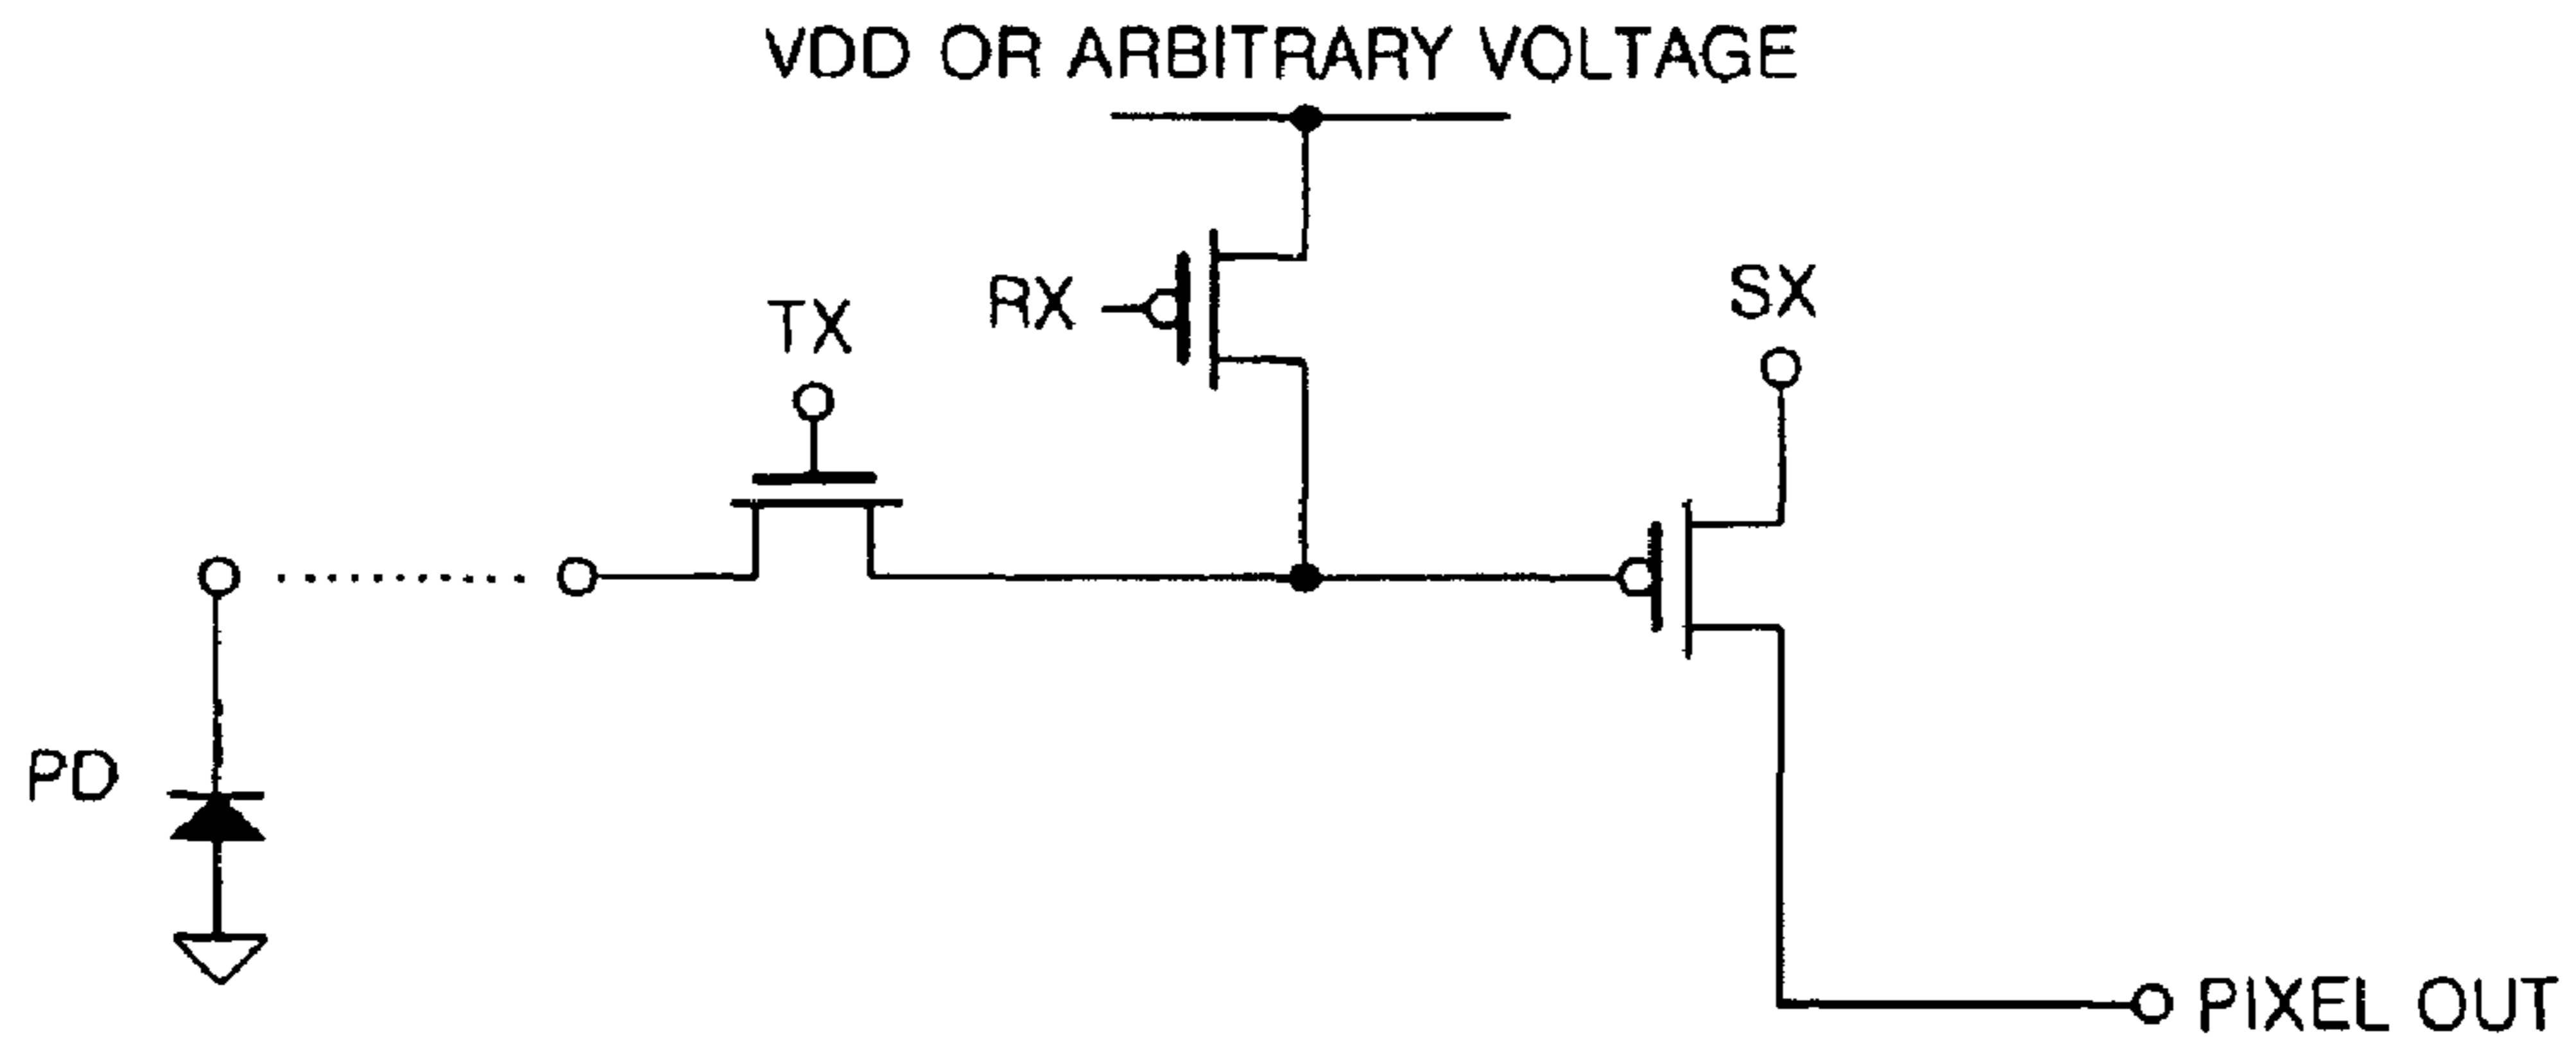 VDD OR ARBITRARY VOLTAGE
RX
SX
TX
PD
PIXEL OUT